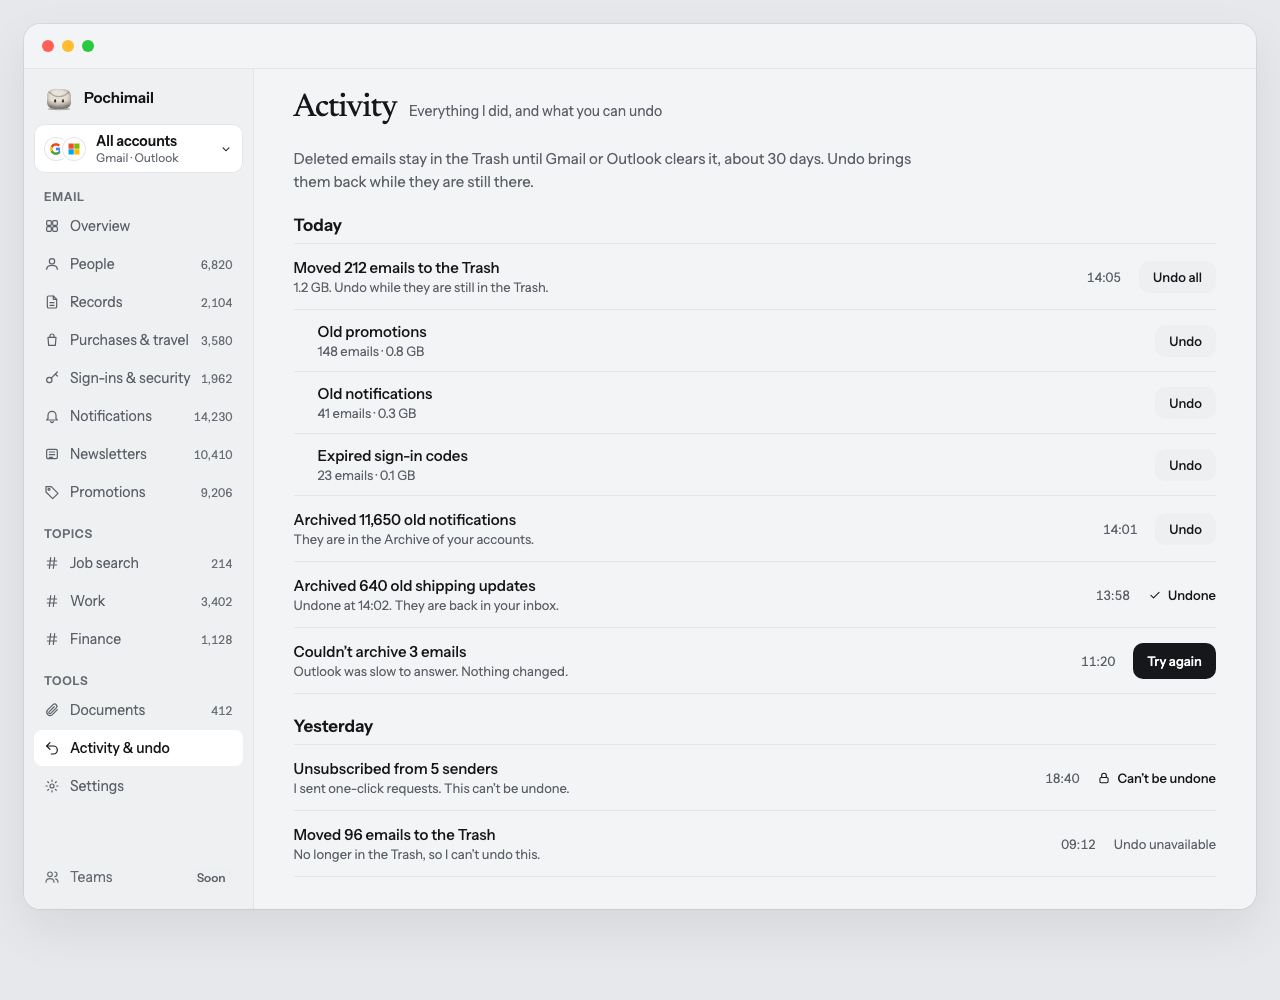 Pochimail
All accounts
Gmail · Outlook
EMAIL
Overview
People 6,820
Records 2,104
Purchases & travel 3,580
Sign-ins & security 1,962
Notifications 14,230
Newsletters 10,410
Promotions 9,206
TOPICS
Job search 214
Work 3,402
Finance 1,128
TOOLS
Documents 412
Activity & undo
Settings
Teams Soon
Activity Everything I did, and what you can undo
Deleted emails stay in the Trash until Gmail or Outlook clears it, about 30 days. Undo brings
them back while they are still there.
Today
Moved 212 emails to the Trash
1.2 GB. Undo while they are still in the Trash.
14:05 Undo all
Old promotions
148 emails · 0.8 GB
Undo
Old notifications
41 emails · 0.3 GB
Undo
Expired sign-in codes
23 emails · 0.1 GB
Undo
Archived 11,650 old notifications
They are in the Archive of your accounts.
14:01 Undo
Archived 640 old shipping updates
Undone at 14:02. They are back in your inbox.
13:58 Undone
Couldn't archive 3 emails
Outlook was slow to answer. Nothing changed.
11:20 Try again
Yesterday
Unsubscribed from 5 senders
I sent one-click requests. This can't be undone.
18:40 Can't be undone
Moved 96 emails to the Trash
No longer in the Trash, so I can't undo this.
09:12 Undo unavailable